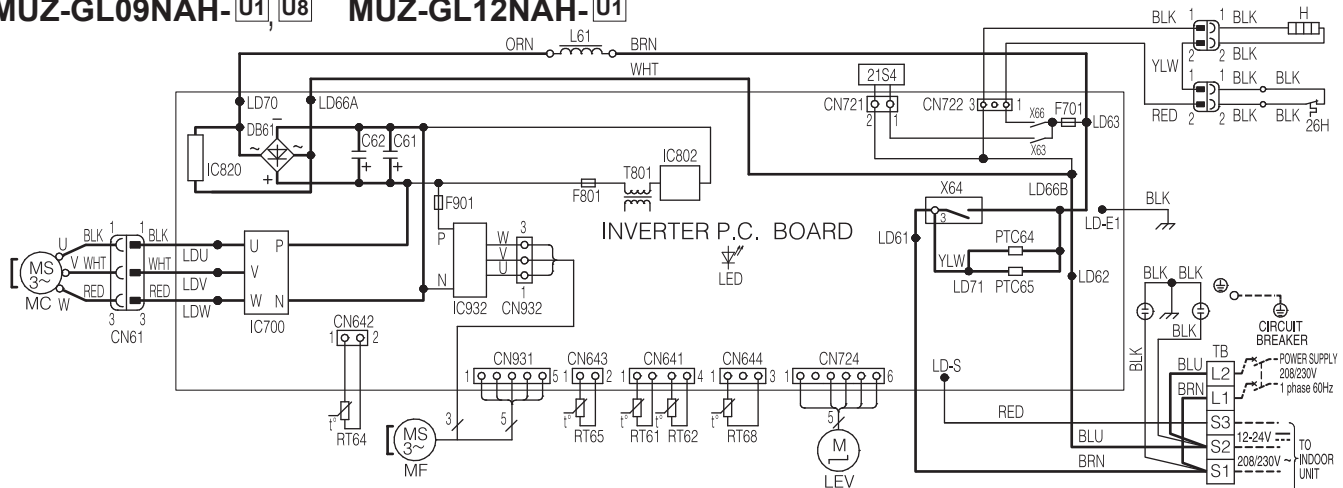 MUZ-GL09NAH-U1, U8 MUZ-GL12NAH-U1
ORN L61 BRN
WHT
BLK 1 1 BLK H
2 2 BLK
YLW
1 1 BLK BLK
RED 2 2 BLK BLK
26H
21S4
CN721 2 1
CN722 3 1
X66 F701 LD63
X63
LD70 LD66A
DB61 − ~ ~ +
IC820
C62 C61
+ +
F801 T801 IC802
F901
X64
3
LD66B
BLK
LD-E1
INVERTER P.C. BOARD
LED
LD61
PTC64
YLW
LD71 PTC65
LD62
U BLK 1 1 BLK LDU U P
MS 3~ V WHT WHT LDV V
MC W RED 3 3 RED LDW W N
CN61
IC700
P N
IC932
W V U
3 1
CN932
CN642
1 2
t°
RT64
CN931
1 5
3 5
MS 3~
MF
CN643
1 2
t°
RT65
CN641
1 4
t° t°
RT61 RT62
CN644
1 3
t°
RT68
CN724
1 6
5
M
LEV
LD-S
RED
BLU
BRN
BLK BLK
BLK
BLK
CIRCUIT
BREAKER
TB
BLU L2
BRN L1
S3
S2
S1
POWER SUPPLY
208/230V
1 phase 60Hz
12-24V
208/230V ~
TO
INDOOR
UNIT